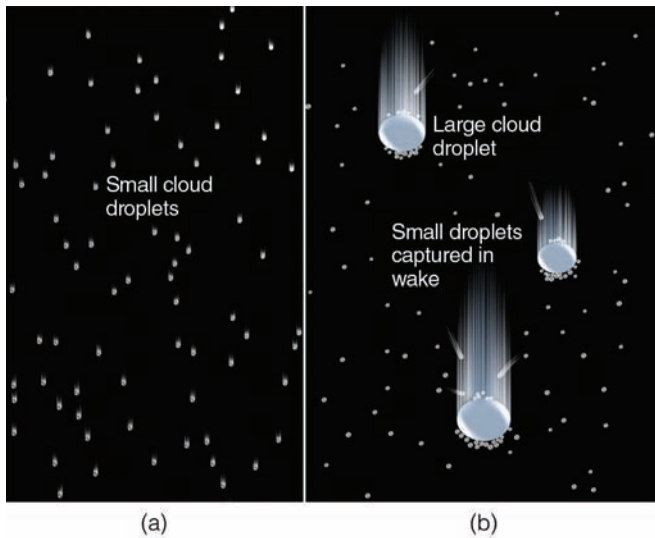 Small cloud
droplets
Large cloud
droplet
Small droplets
captured in
wake
(a)
(b)